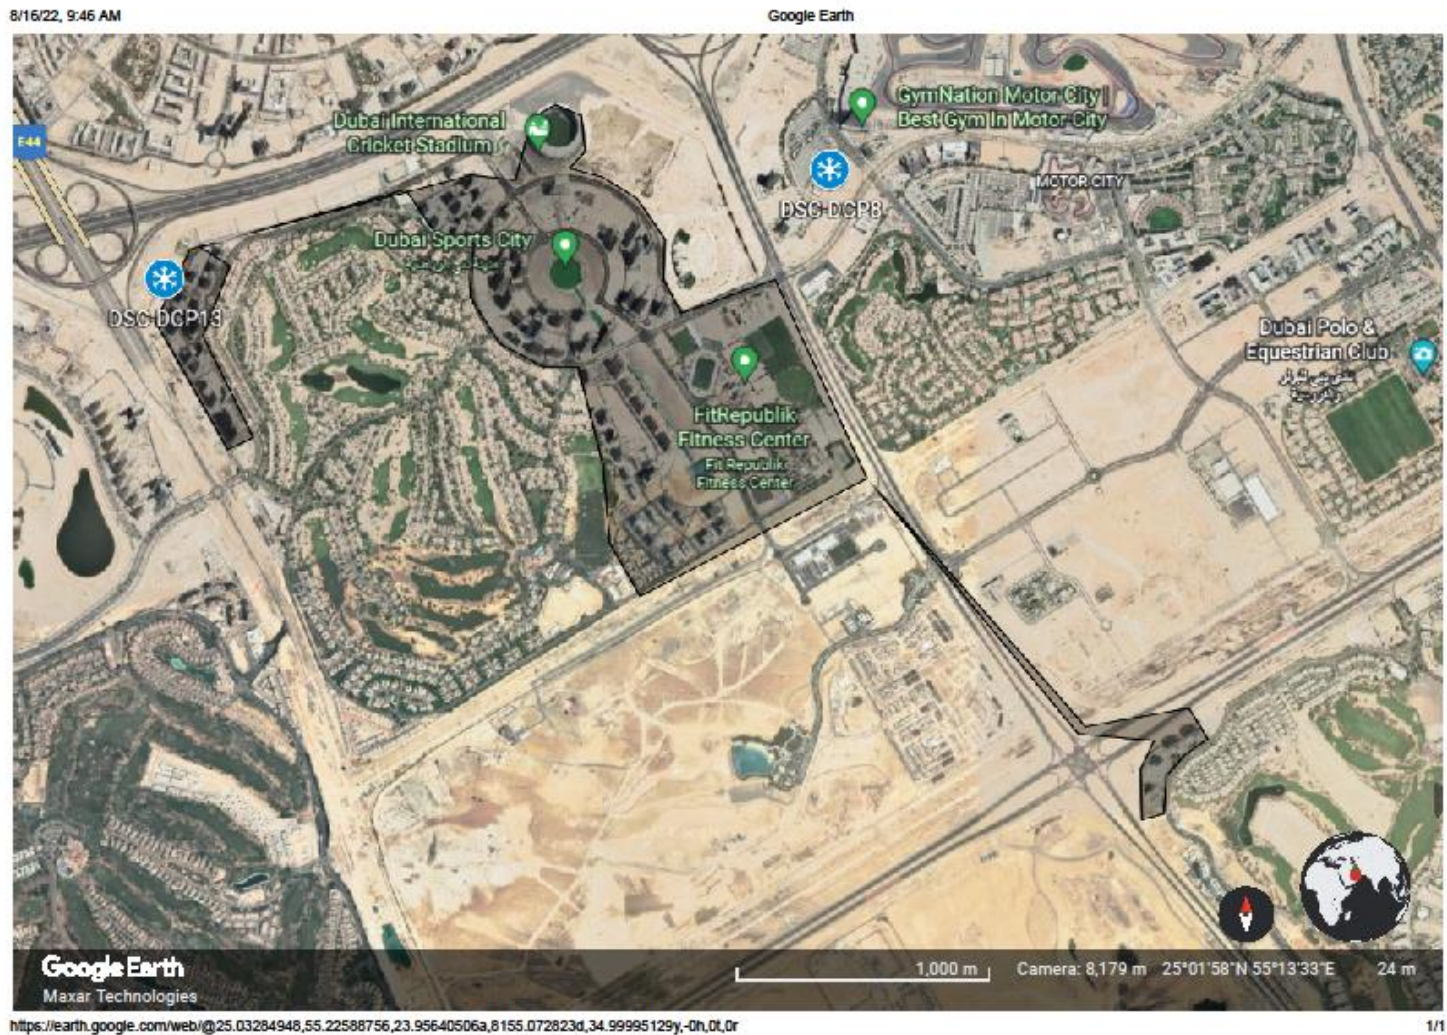 8/16/22, 9:46 AM
Google Earth
E44
Dubai International
Cricket Stadium
GymNation Motor City |
Best Gym In Motor City
DSC-DCP8
MOTOR CITY
Dubai Sports City
DSC-DCP13
Dubai Polo &
Equestrian Club
FitRepublik
Fitness Center
Fit Republik
Fitness Center
Google Earth
Maxar Technologies
1,000 m
Camera: 8,179 m 25°01'58"N 55°13'33"E 24 m
https://earth.google.com/web/@25.03284948,55.22588756,23.95640506a,8155.072823d,34.99995129y,-0h,0t,0r
1/1